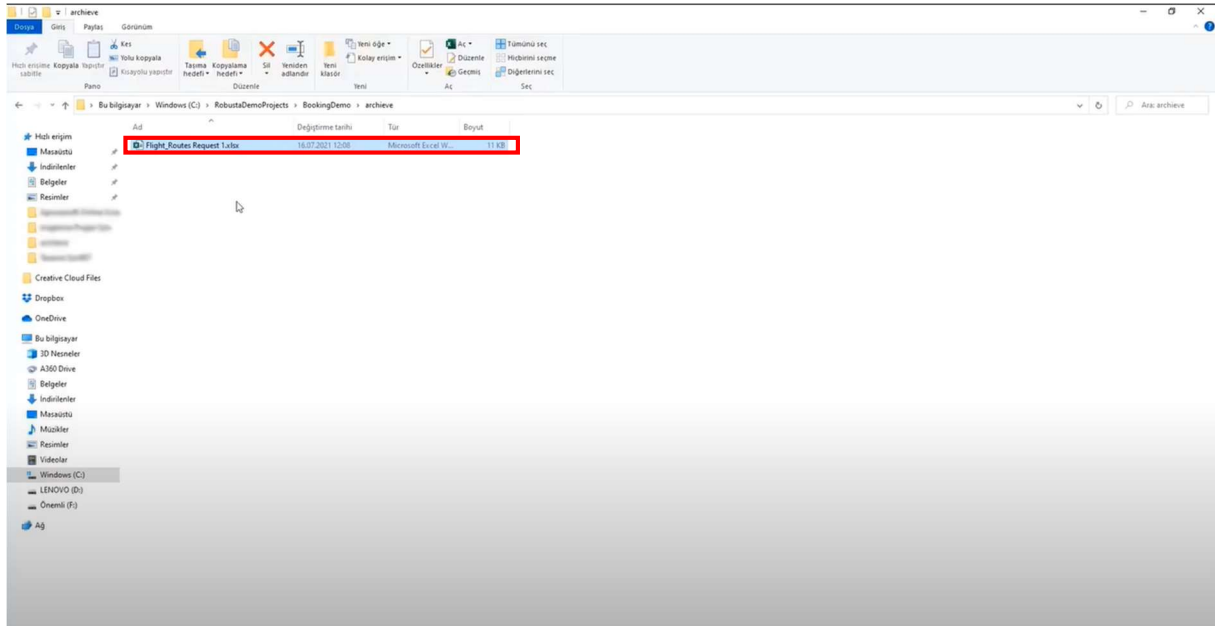 archieve
Dosya Giriş Paylaş Görünüm
Hızlı erişime sabitle
Kopyala
Yapıştır
Kes
Yolu kopyala
Kısayolu yapıştır
Taşıma hedefi
Kopyalama hedefi
Sil
Yeniden adlandır
Yeni klasör
Yeni öğe
Kolay erişim
Özellikler
Aç
Düzenle
Geçmiş
Tümünü seç
Hiçbirini seçme
Diğerlerini seç
Pano Düzenle Yeni Aç Seç
Bu bilgisayar › Windows (C:) › RobustaDemoProjects › BookingDemo › archieve
Ara: archieve
Ad Değiştirme tarihi Tür Boyut
Flight_Routes Request 1.xlsx 16.07.2021 12:08 Microsoft Excel W... 11 KB
Hızlı erişim
Masaüstü
İndirilenler
Belgeler
Resimler
Creative Cloud Files
Dropbox
OneDrive
Bu bilgisayar
3D Nesneler
A360 Drive
Belgeler
İndirilenler
Masaüstü
Müzikler
Resimler
Videolar
Windows (C:)
LENOVO (D:)
Önemli (F:)
Ağ